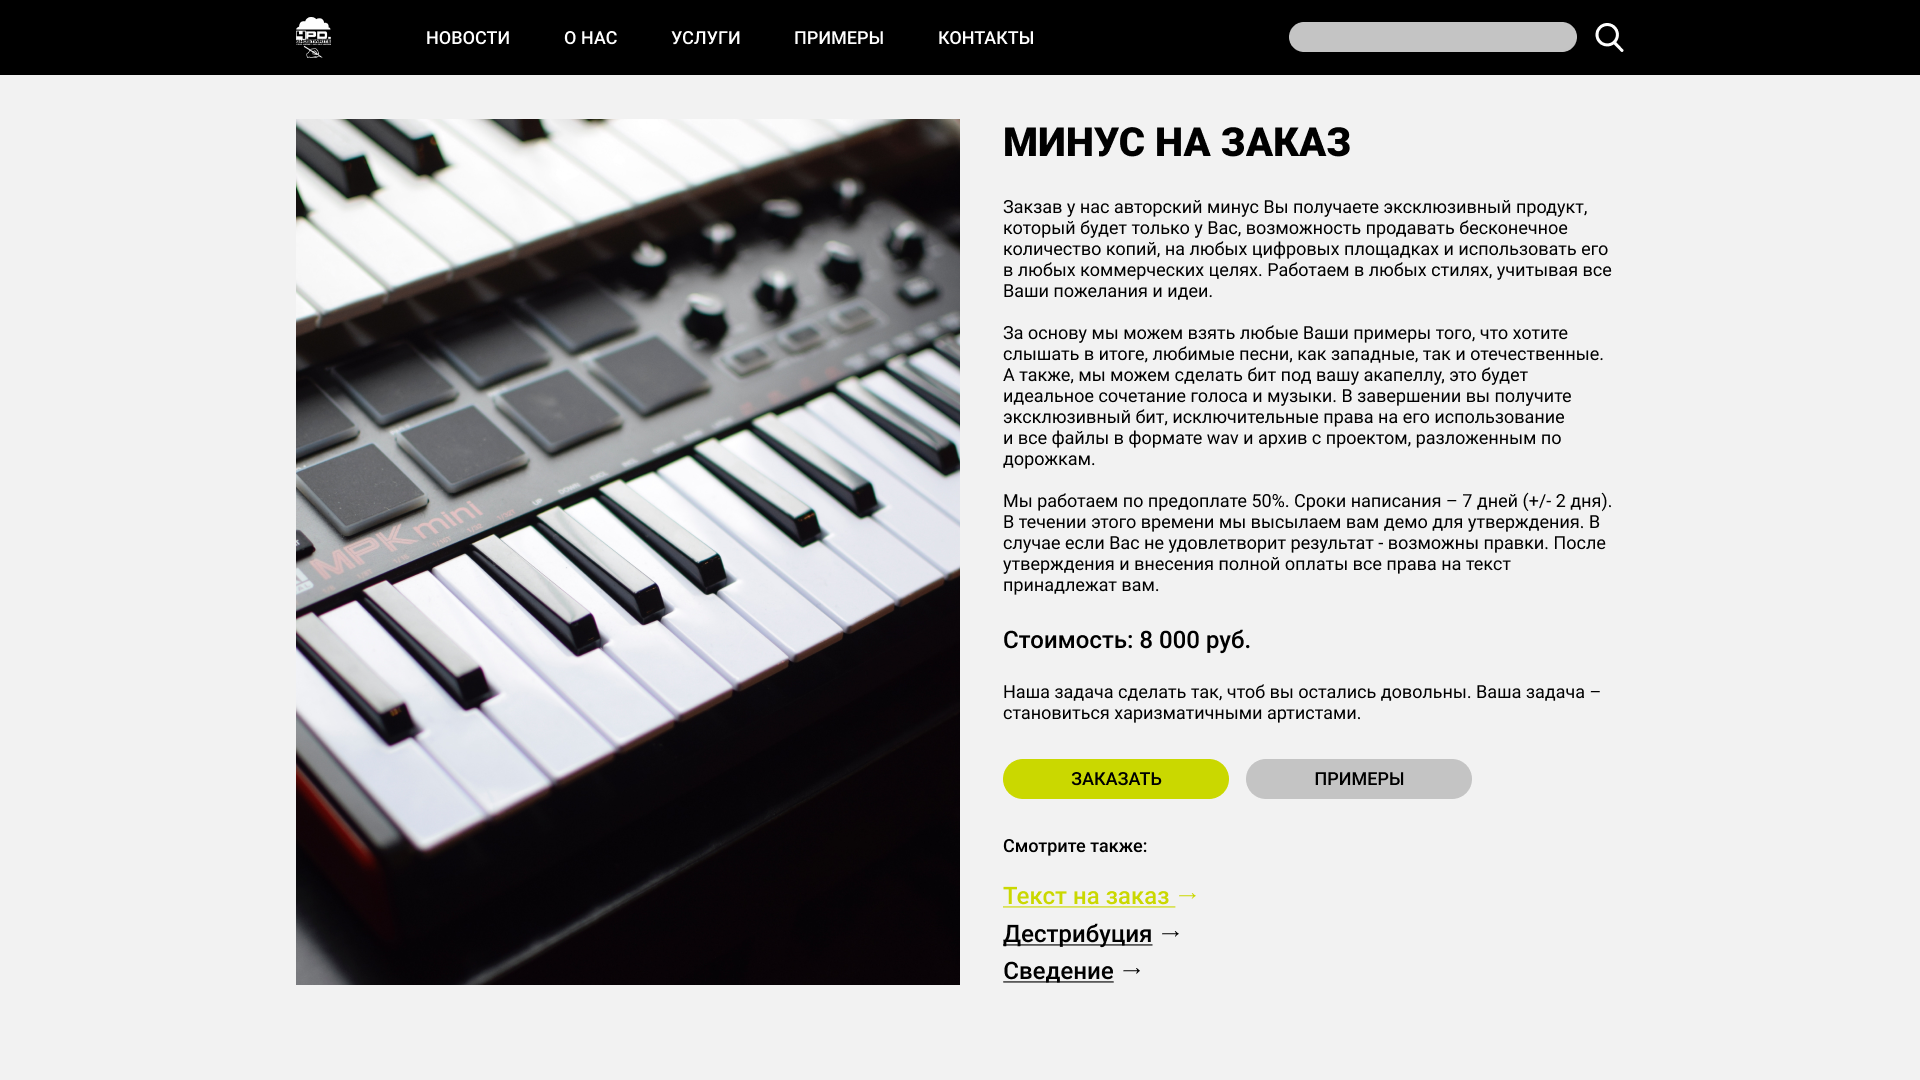 ЧРО.
НОВОСТИ
О НАС
УСЛУГИ
ПРИМЕРЫ
КОНТАКТЫ
МИНУС НА ЗАКАЗ
Закзав у нас авторский минус Вы получаете эксклюзивный продукт,
который будет только у Вас, возможность продавать бесконечное
количество копий, на любых цифровых площадках и использовать его
в любых коммерческих целях. Работаем в любых стилях, учитывая все
Ваши пожелания и идеи.
За основу мы можем взять любые Ваши примеры того, что хотите
слышать в итоге, любимые песни, как западные, так и отечественные.
А также, мы можем сделать бит под вашу акапеллу, это будет
идеальное сочетание голоса и музыки. В завершении вы получите
эксклюзивный бит, исключительные права на его использование
и все файлы в формате wav и архив с проектом, разложенным по
дорожкам.
Мы работаем по предоплате 50%. Сроки написания – 7 дней (+/- 2 дня).
В течении этого времени мы высылаем вам демо для утверждения. В
случае если Вас не удовлетворит результат - возможны правки. После
утверждения и внесения полной оплаты все права на текст
принадлежат вам.
Стоимость: 8 000 руб.
Наша задача сделать так, чтоб вы остались довольны. Ваша задача –
становиться харизматичными артистами.
ЗАКАЗАТЬ
ПРИМЕРЫ
Смотрите также:
Текст на заказ →
Дестрибуция →
Сведение →
MPK mini
UP
DOWN